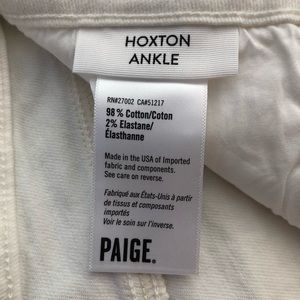 HOXTON
ANKLE
RN#27002 CA#51217
98% Cotton/Coton
2% Elastane/
Élasthanne
Made in the USA of Imported
fabric and components.
See care on reverse.
Fabriqué aux États-Unis à partir
de tissus et composants
importés
Voir le soin sur l'inverse.
PAIGE.